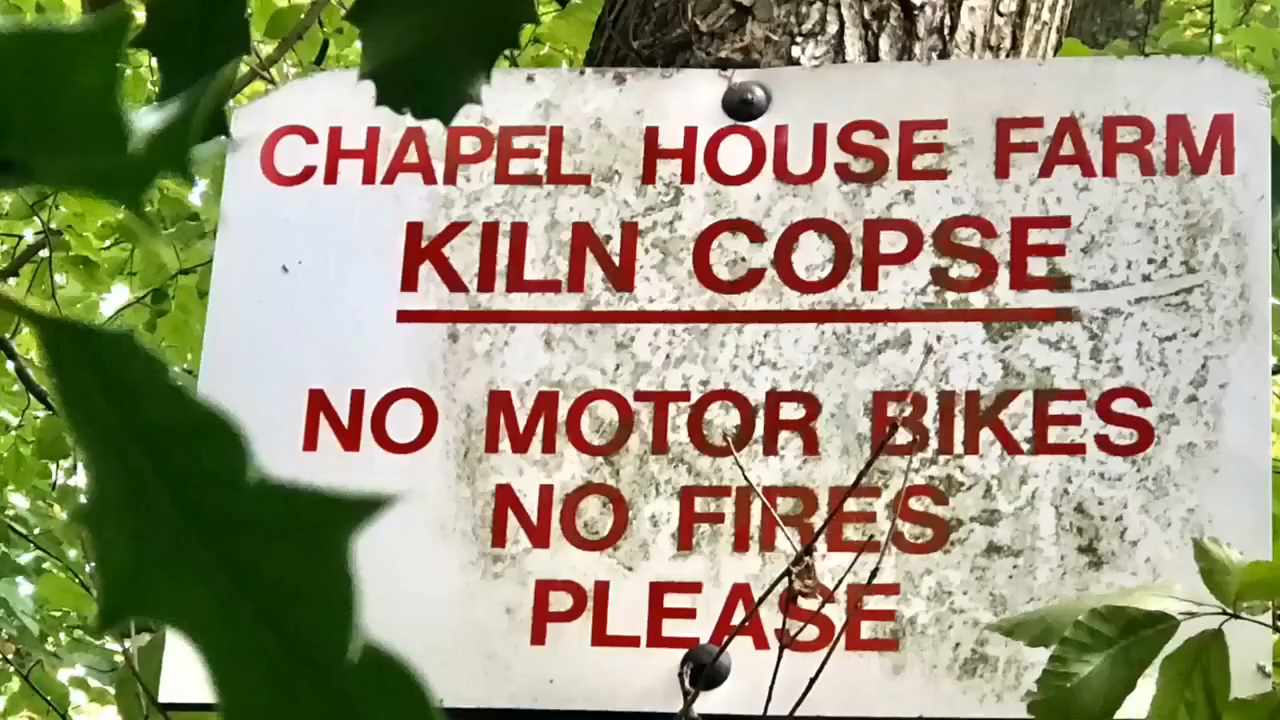 CHAPEL HOUSE FARM
KILN COPSE
NO MOTOR BIKES
NO FIRES
PLEASE